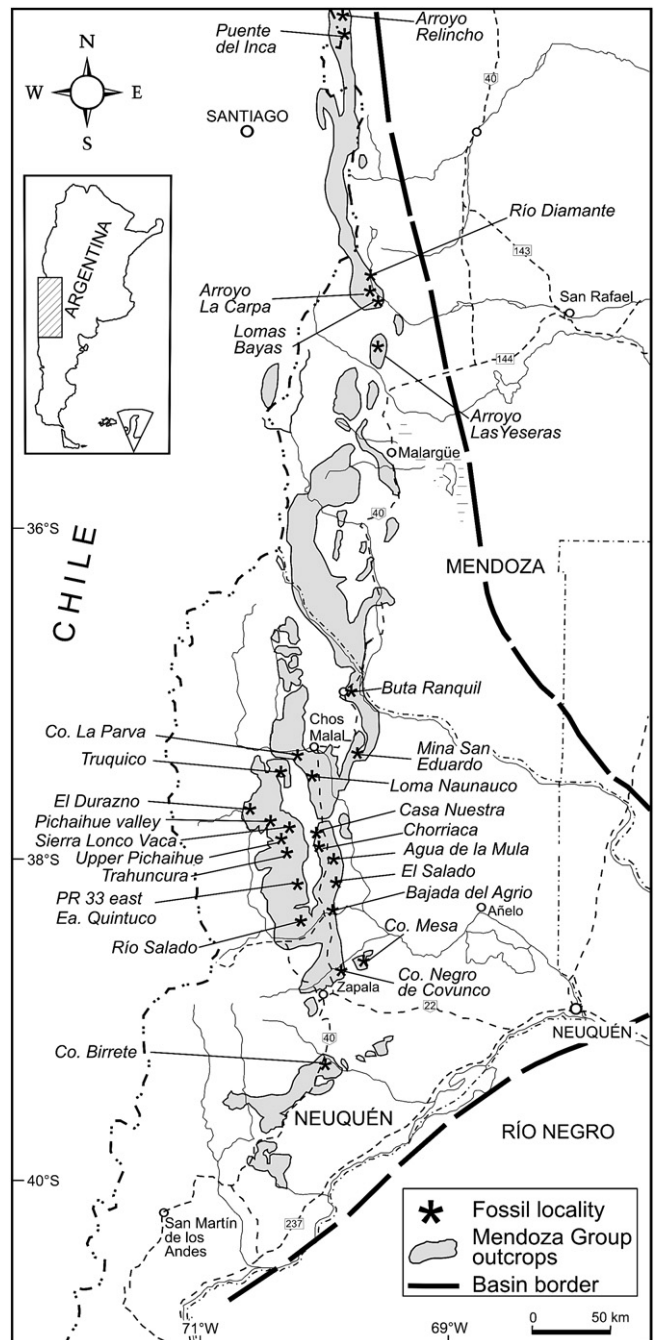 Arroyo
Relincho
Puente
del Inca
N
W E
S
SANTIAGO
40
ARGENTINA
Río Diamante
143
San Rafael
Arroyo
La Carpa
Lomas
Bayas
144
Arroyo
Las Yeseras
Malargüe
40
36°S
CHILE
MENDOZA
Buta Ranquil
Chos
Malal
Co. La Parva
Mina San
Eduardo
Truquico
Loma Naunauco
El Durazno
Casa Nuestra
Pichaihue valley
Chorriaca
Sierra Lonco Vaca
Agua de la Mula
Upper Pichaihue
38°S
Trahuncura
El Salado
PR 33 east
Bajada del Agrio
Ea. Quintuco
Añelo
Río Salado
Co. Mesa
Co. Negro
de Covunco
Zapala
22
NEUQUÉN
40
Co. Birrete
NEUQUÉN
RÍO NEGRO
40°S
San Martín
de los
Andes
237
Fossil locality
Mendoza Group
outcrops
Basin border
0 50 km
71°W
69°W